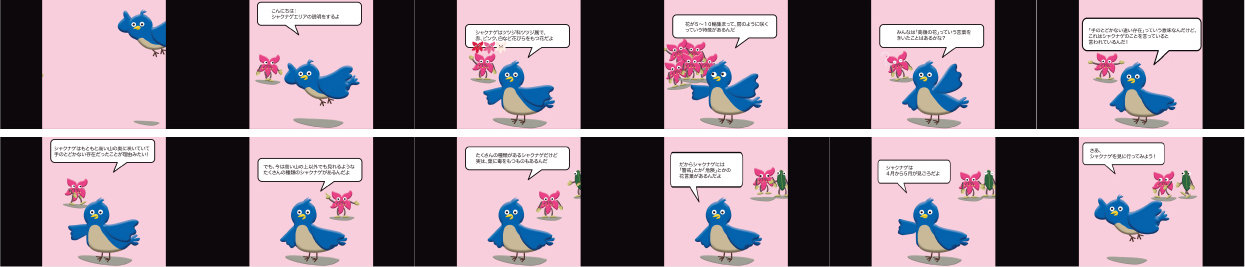 こんにちは!
シャクナゲエリアの説明をするよ
シャクナゲはツツジ科ツツジ属で、
赤、ピンク、白など花びらをもつ花だよ
花が5~10輪集まって、房のように咲く
っていう特徴があるんだ
みんなは「高嶺の花」っていう言葉を
きいたことはあるかな?
「手のとどかない遠い存在」っていう意味なんだけど、
これはシャクナゲのことを言っていると
言われているんだ!
シャクナゲはもともと高い山の奥に咲いていて
手のとどかない存在だったことが理由みたい!
でも、今は高い山の上以外でも見れるような
たくさんの種類のシャクナゲがあるんだよ
たくさんの種類があるシャクナゲだけど
実は、葉に毒をもつものもあるんだ
だからシャクナゲには
「警戒」とか「危険」とかの
花言葉があるんだよ
シャクナゲは
4月から5月が見ごろだよ
さあ、
シャクナゲを見に行ってみよう!